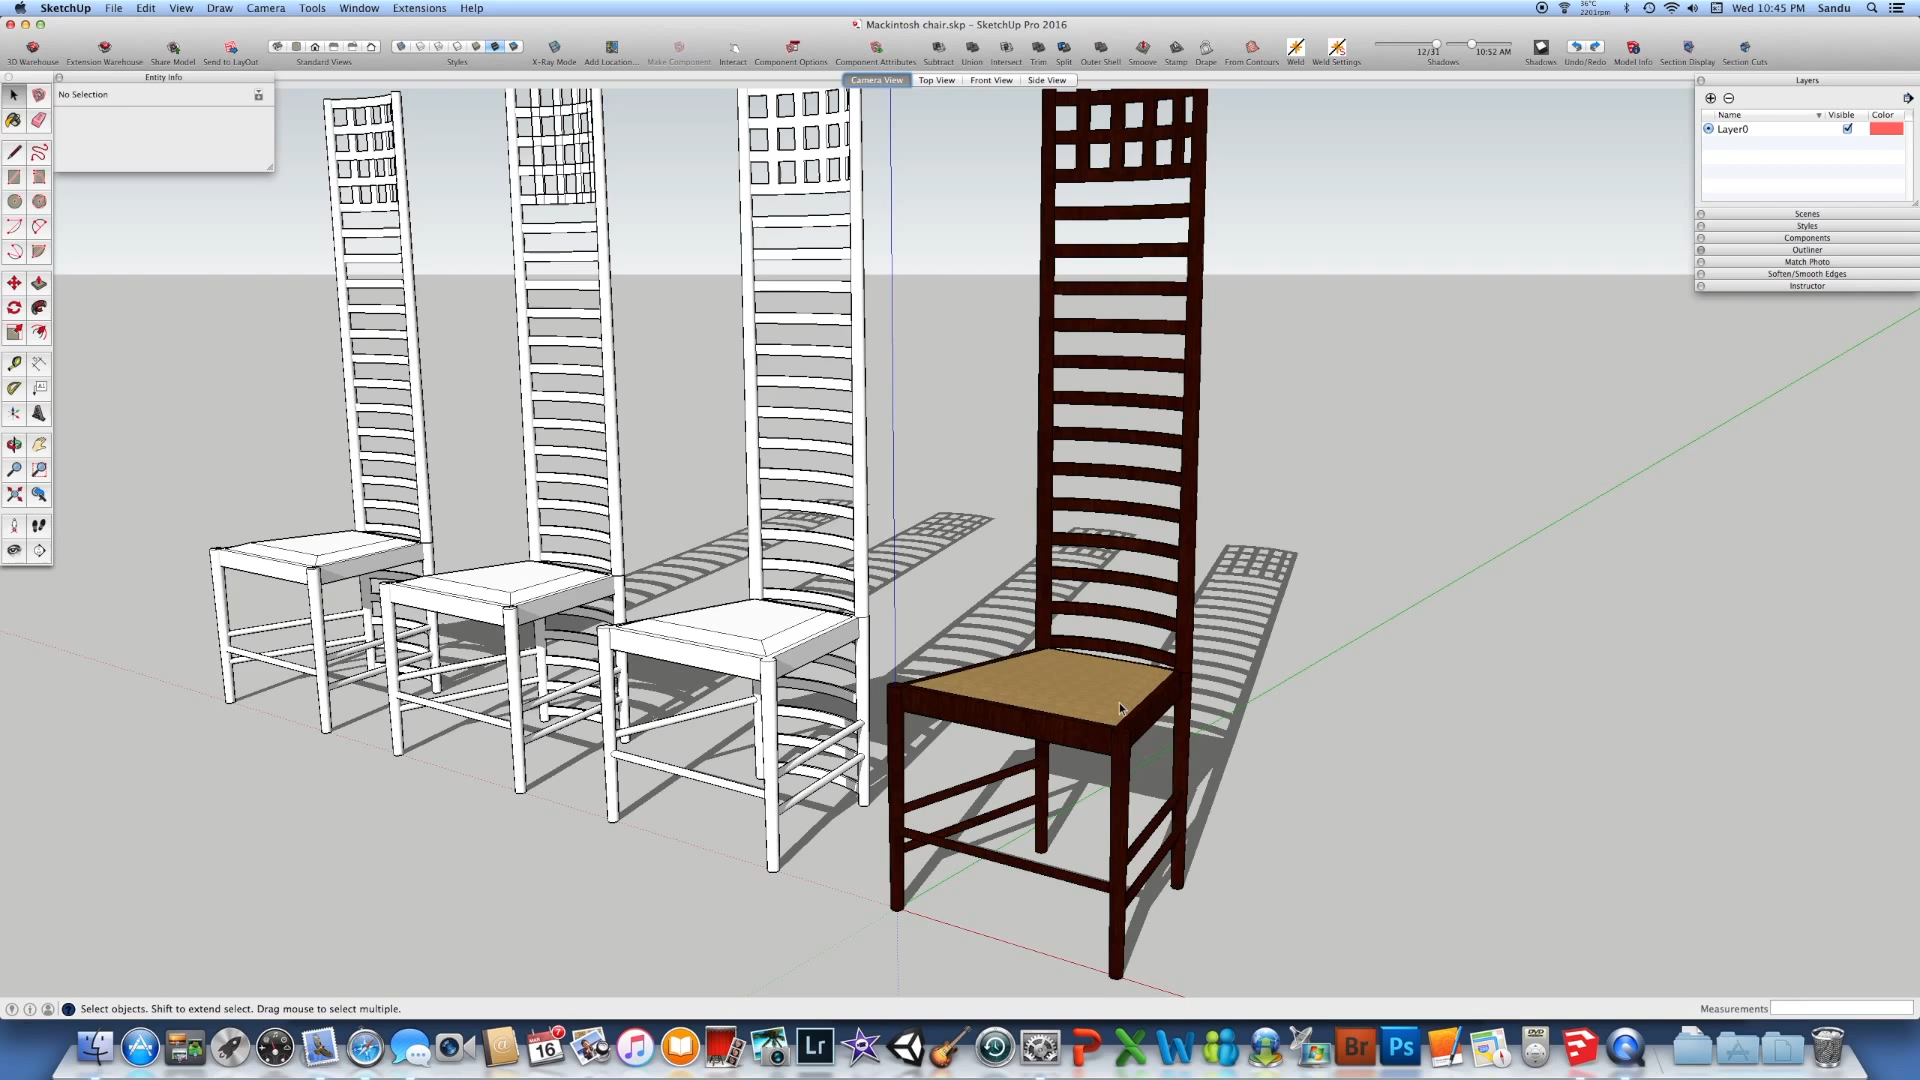 SketchUp File Edit View Draw Camera Tools Window Extensions Help 36°C 2201rpm Wed 10:45 PM Sandu
Mackintosh chair.skp – SketchUp Pro 2016
12/31 10:52 AM
3D Warehouse Extension Warehouse Share Model Send to LayOut Standard Views Styles X-Ray Mode Add Location... Make Component Interact Component Options Component Attributes Subtract Union Intersect Trim Split Outer Shell Smoove Stamp Drape From Contours Weld Weld Settings Shadows Shadows Undo/Redo Model Info Section Display Section Cuts
Entity Info
No Selection
Camera View Top View Front View Side View
Layers
Name Visible Color
Layer0
Scenes
Styles
Components
Outliner
Match Photo
Soften/Smooth Edges
Instructor
Select objects. Shift to extend select. Drag mouse to select multiple.
Measurements
7
16
Lr
Br
Ps